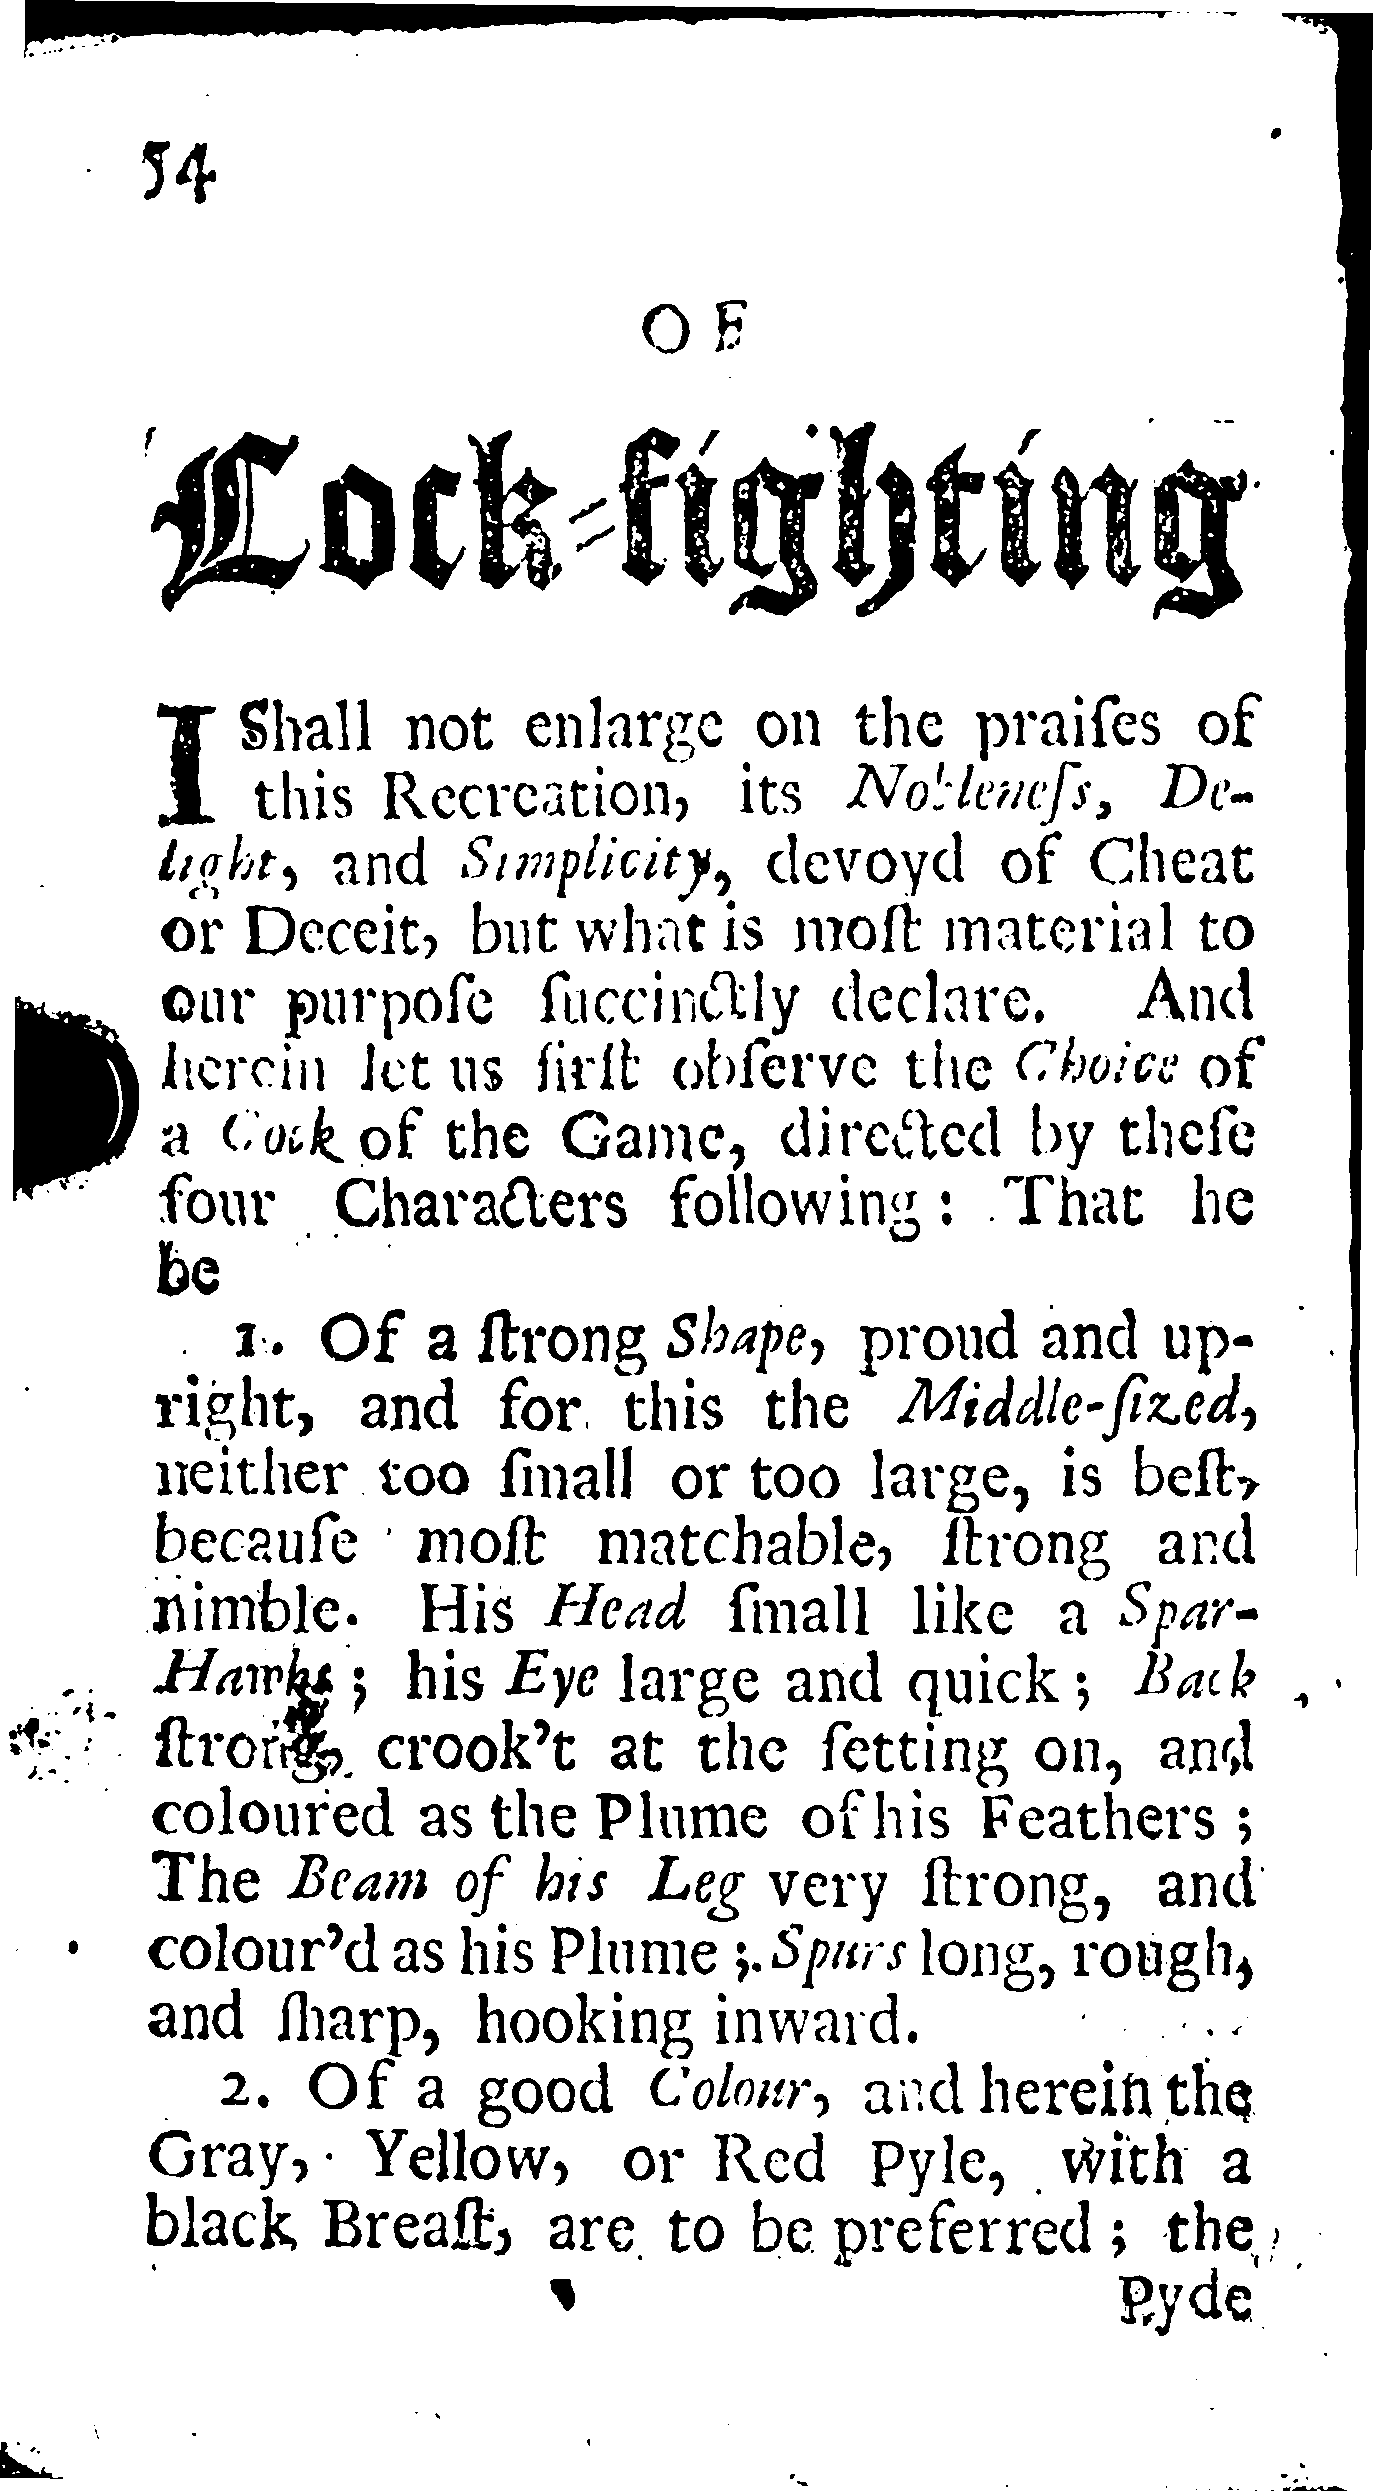 54
OF
Cock-fighting
I Shall not enlarge on the praiſes of
this Recreation, its Nobleneſs, De-
light, and Simplicity, devoyd of Cheat
or Deceit, but what is moſt material to
our purpoſe ſuccinctly declare. And
herein let us firſt obſerve the Choice of
a Cock of the Game, directed by theſe
four Characters following: That he
be
1. Of a ſtrong Shape, proud and up-
right, and for this the Middle-ſized,
neither too ſmall or too large, is beſt,
becauſe moſt matchable, ſtrong and
nimble. His Head ſmall like a Spar-
Hawks; his Eye large and quick; Back
ſtrong, crook't at the ſetting on, and
coloured as the Plume of his Feathers;
The Beam of his Leg very ſtrong, and
colour'd as his Plume; Spurs long, rough,
and ſharp, hooking inward.
2. Of a good Colour, and herein the
Gray, Yellow, or Red Pyle, with a
black Breaſt, are to be preferred; the
Pyde